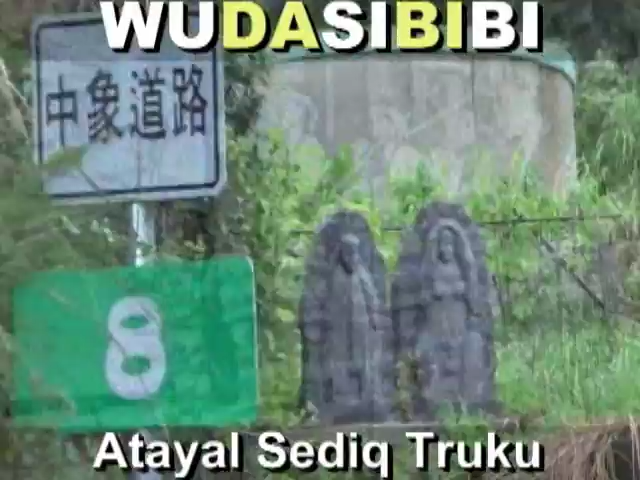 WUDASIBIBI
中象道路
8
Atayal Sediq Truku